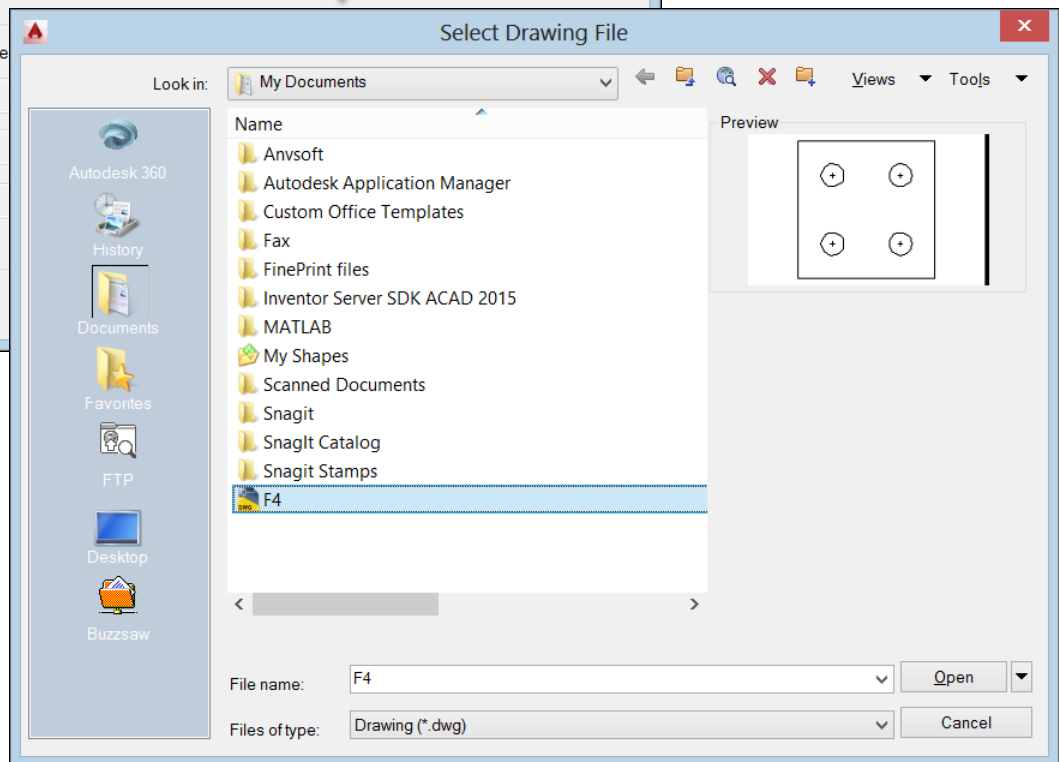 Select Drawing File
e
Look in:
My Documents
Views
Tools
Autodesk 360
History
Documents
Favorites
FTP
Desktop
Buzzsaw
Name
Anvsoft
Autodesk Application Manager
Custom Office Templates
Fax
FinePrint files
Inventor Server SDK ACAD 2015
MATLAB
My Shapes
Scanned Documents
Snagit
SnagIt Catalog
Snagit Stamps
DWG F4
Preview
File name:
F4
Open
Files of type:
Drawing (*.dwg)
Cancel